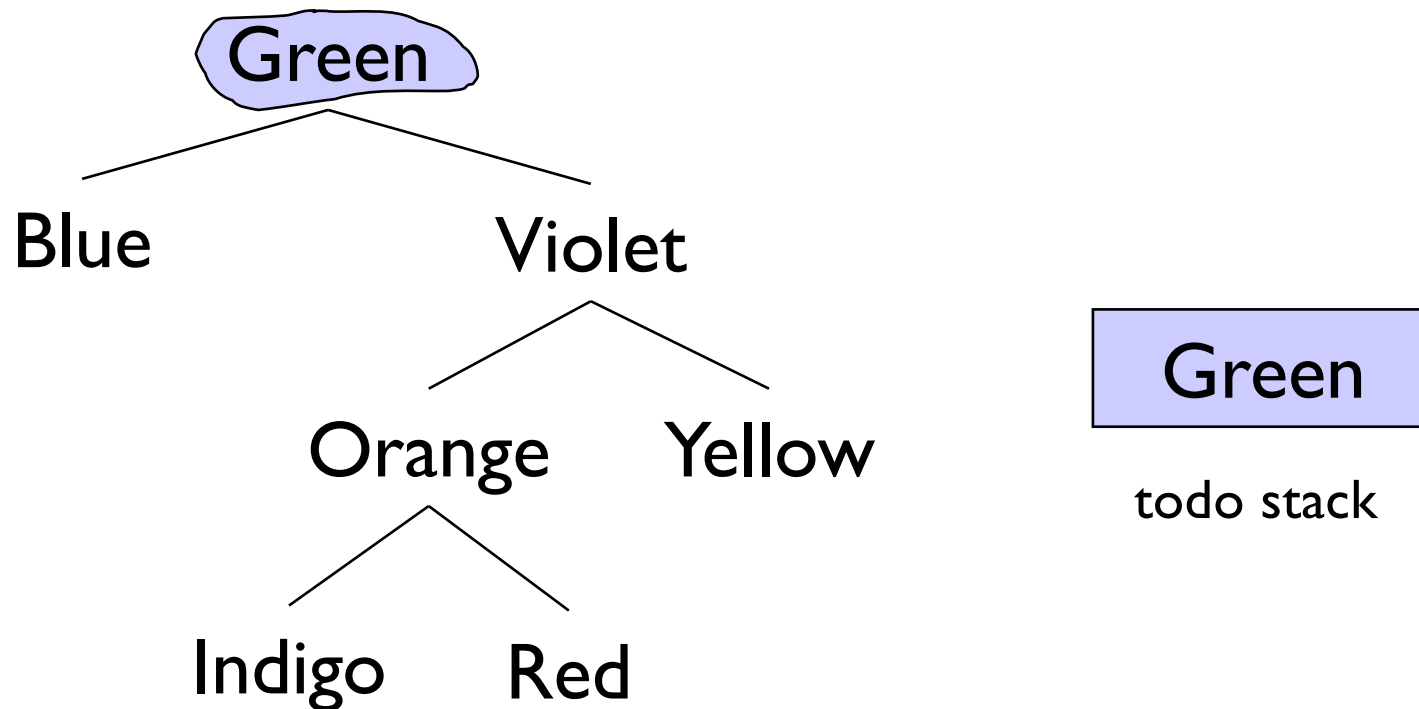 Green
Blue
Violet
Green
Orange
Yellow
todo stack
Indigo
Red